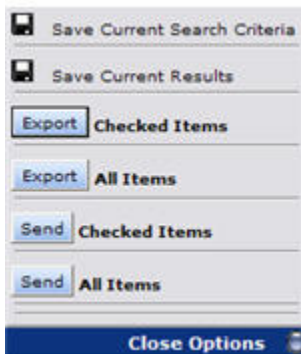 Save Current Search Criteria
Save Current Results
Export Checked Items
Export All Items
Send Checked Items
Send All Items
Close Options